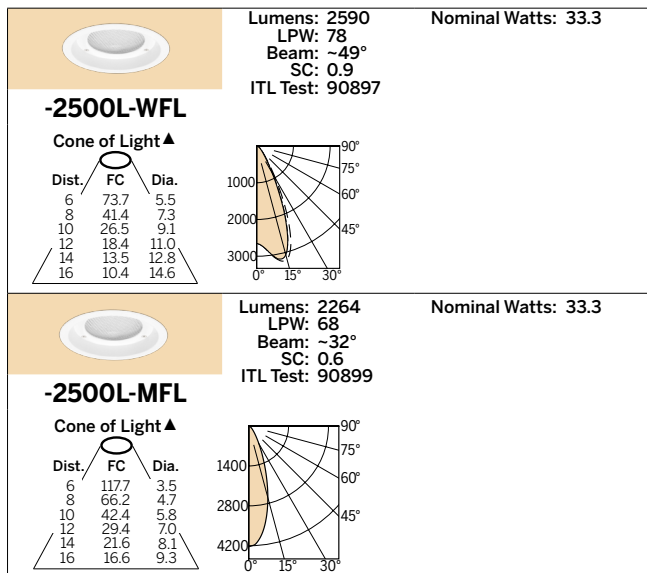 Lumens: 2590
LPW: 78
Beam: ~49°
SC: 0.9
ITL Test: 90897
Nominal Watts: 33.3
-2500L-WFL
Cone of Light▲
Dist. FC Dia.
6 73.7 5.5
8 41.4 7.3
10 26.5 9.1
12 18.4 11.0
14 13.5 12.8
16 10.4 14.6
90°
75°
60°
45°
1000
2000
3000
0° 15° 30°
Lumens: 2264
LPW: 68
Beam: ~32°
SC: 0.6
ITL Test: 90899
Nominal Watts: 33.3
-2500L-MFL
Cone of Light▲
Dist. FC Dia.
6 117.7 3.5
8 66.2 4.7
10 42.4 5.8
12 29.4 7.0
14 21.6 8.1
16 16.6 9.3
90°
75°
60°
45°
1400
2800
4200
0° 15° 30°